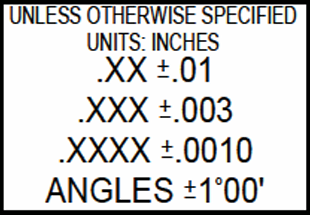 UNLESS OTHERWISE SPECIFIED
UNITS: INCHES
.XX ±.01
.XXX ±.003
.XXXX ±.0010
ANGLES ±1°00'